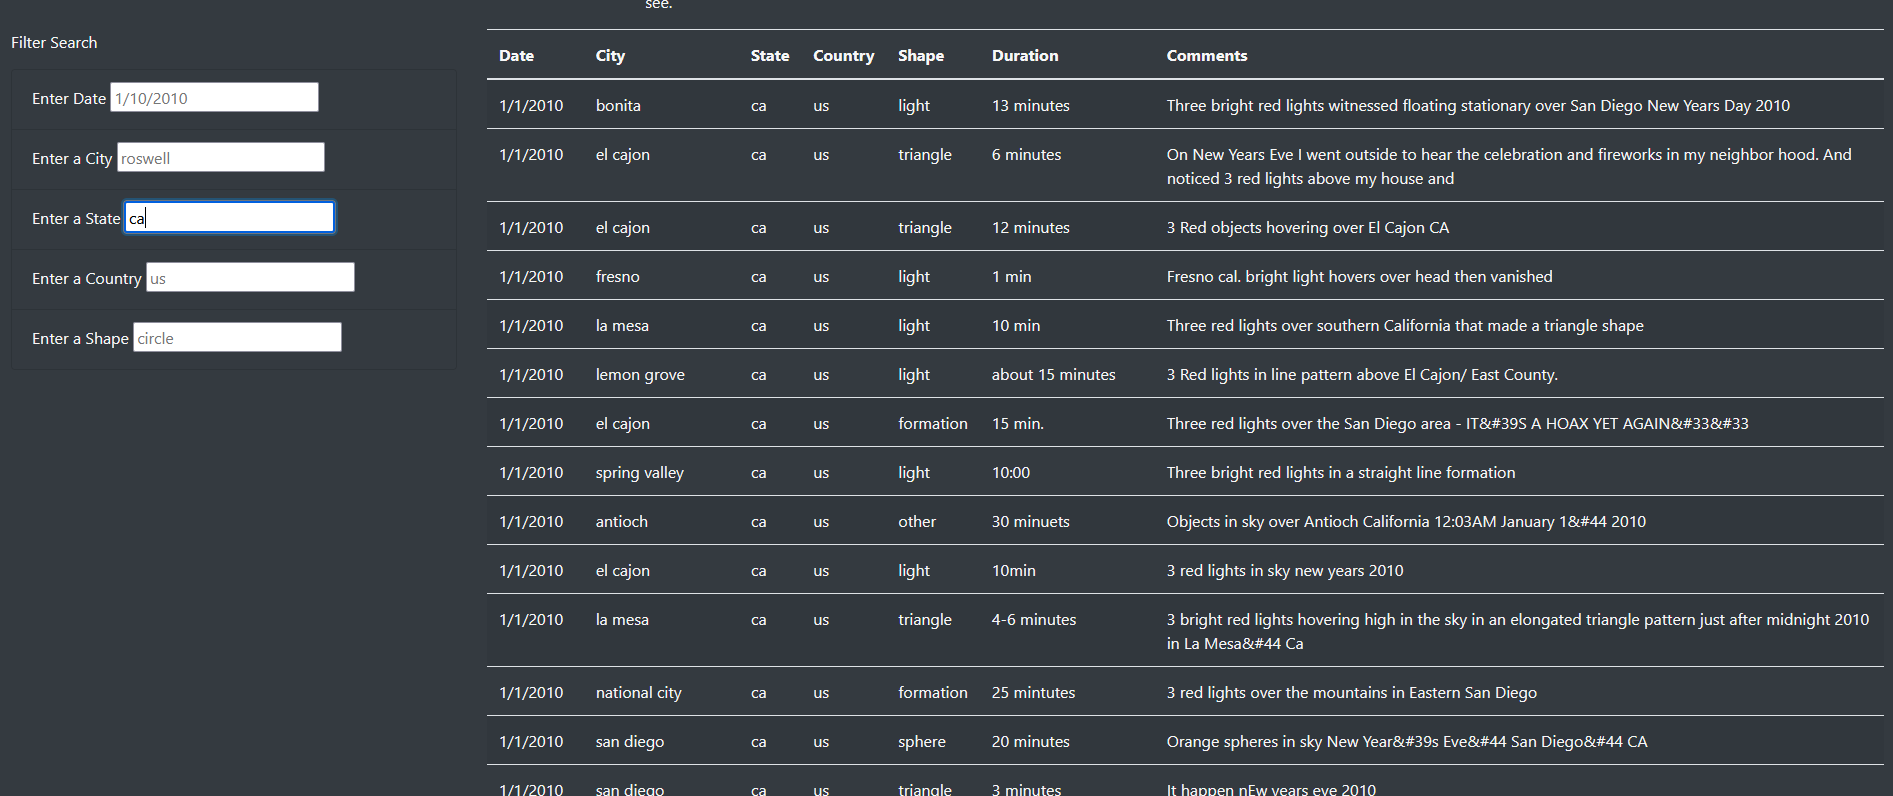 see.
Filter Search
Enter Date 1/10/2010
Enter a City roswell
Enter a State ca
Enter a Country us
Enter a Shape circle
Date City State Country Shape Duration Comments
1/1/2010 bonita ca us light 13 minutes Three bright red lights witnessed floating stationary over San Diego New Years Day 2010
1/1/2010 el cajon ca us triangle 6 minutes On New Years Eve I went outside to hear the celebration and fireworks in my neighbor hood. And
noticed 3 red lights above my house and
1/1/2010 el cajon ca us triangle 12 minutes 3 Red objects hovering over El Cajon CA
1/1/2010 fresno ca us light 1 min Fresno cal. bright light hovers over head then vanished
1/1/2010 la mesa ca us light 10 min Three red lights over southern California that made a triangle shape
1/1/2010 lemon grove ca us light about 15 minutes 3 Red lights in line pattern above El Cajon/ East County.
1/1/2010 el cajon ca us formation 15 min. Three red lights over the San Diego area - IT&#39S A HOAX YET AGAIN&#33&#33
1/1/2010 spring valley ca us light 10:00 Three bright red lights in a straight line formation
1/1/2010 antioch ca us other 30 minuets Objects in sky over Antioch California 12:03AM January 1&#44 2010
1/1/2010 el cajon ca us light 10min 3 red lights in sky new years 2010
1/1/2010 la mesa ca us triangle 4-6 minutes 3 bright red lights hovering high in the sky in an elongated triangle pattern just after midnight 2010
in La Mesa&#44 Ca
1/1/2010 national city ca us formation 25 mintutes 3 red lights over the mountains in Eastern San Diego
1/1/2010 san diego ca us sphere 20 minutes Orange spheres in sky New Year&#39s Eve&#44 San Diego&#44 CA
1/1/2010 san diego ca us triangle 3 minutes It happen nEw years eve 2010